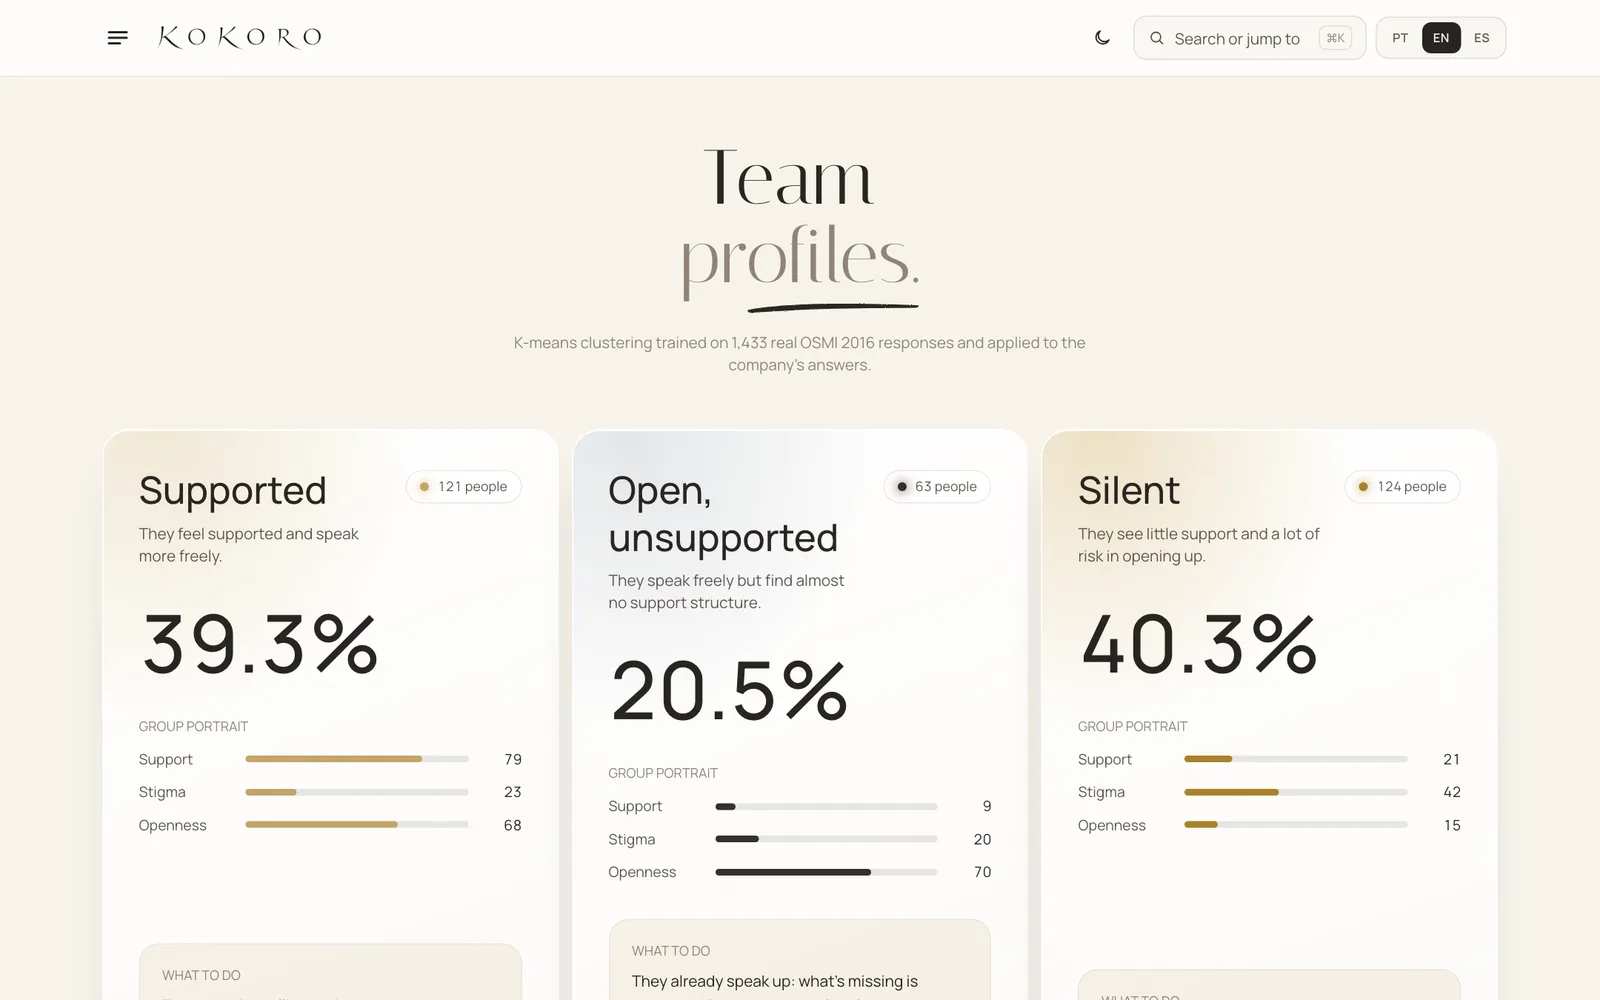 KOKORO
Search or jump to
⌘K
PT
EN
ES
Team
profiles.
K-means clustering trained on 1,433 real OSMI 2016 responses and applied to the
company's answers.
Supported
121 people
They feel supported and speak
more freely.
39.3%
GROUP PORTRAIT
Support 79
Stigma 23
Openness 68
WHAT TO DO
Open,
unsupported
63 people
They speak freely but find almost
no support structure.
20.5%
GROUP PORTRAIT
Support 9
Stigma 20
Openness 70
WHAT TO DO
They already speak up: what's missing is
Silent
124 people
They see little support and a lot of
risk in opening up.
40.3%
GROUP PORTRAIT
Support 21
Stigma 42
Openness 15
WHAT TO DO